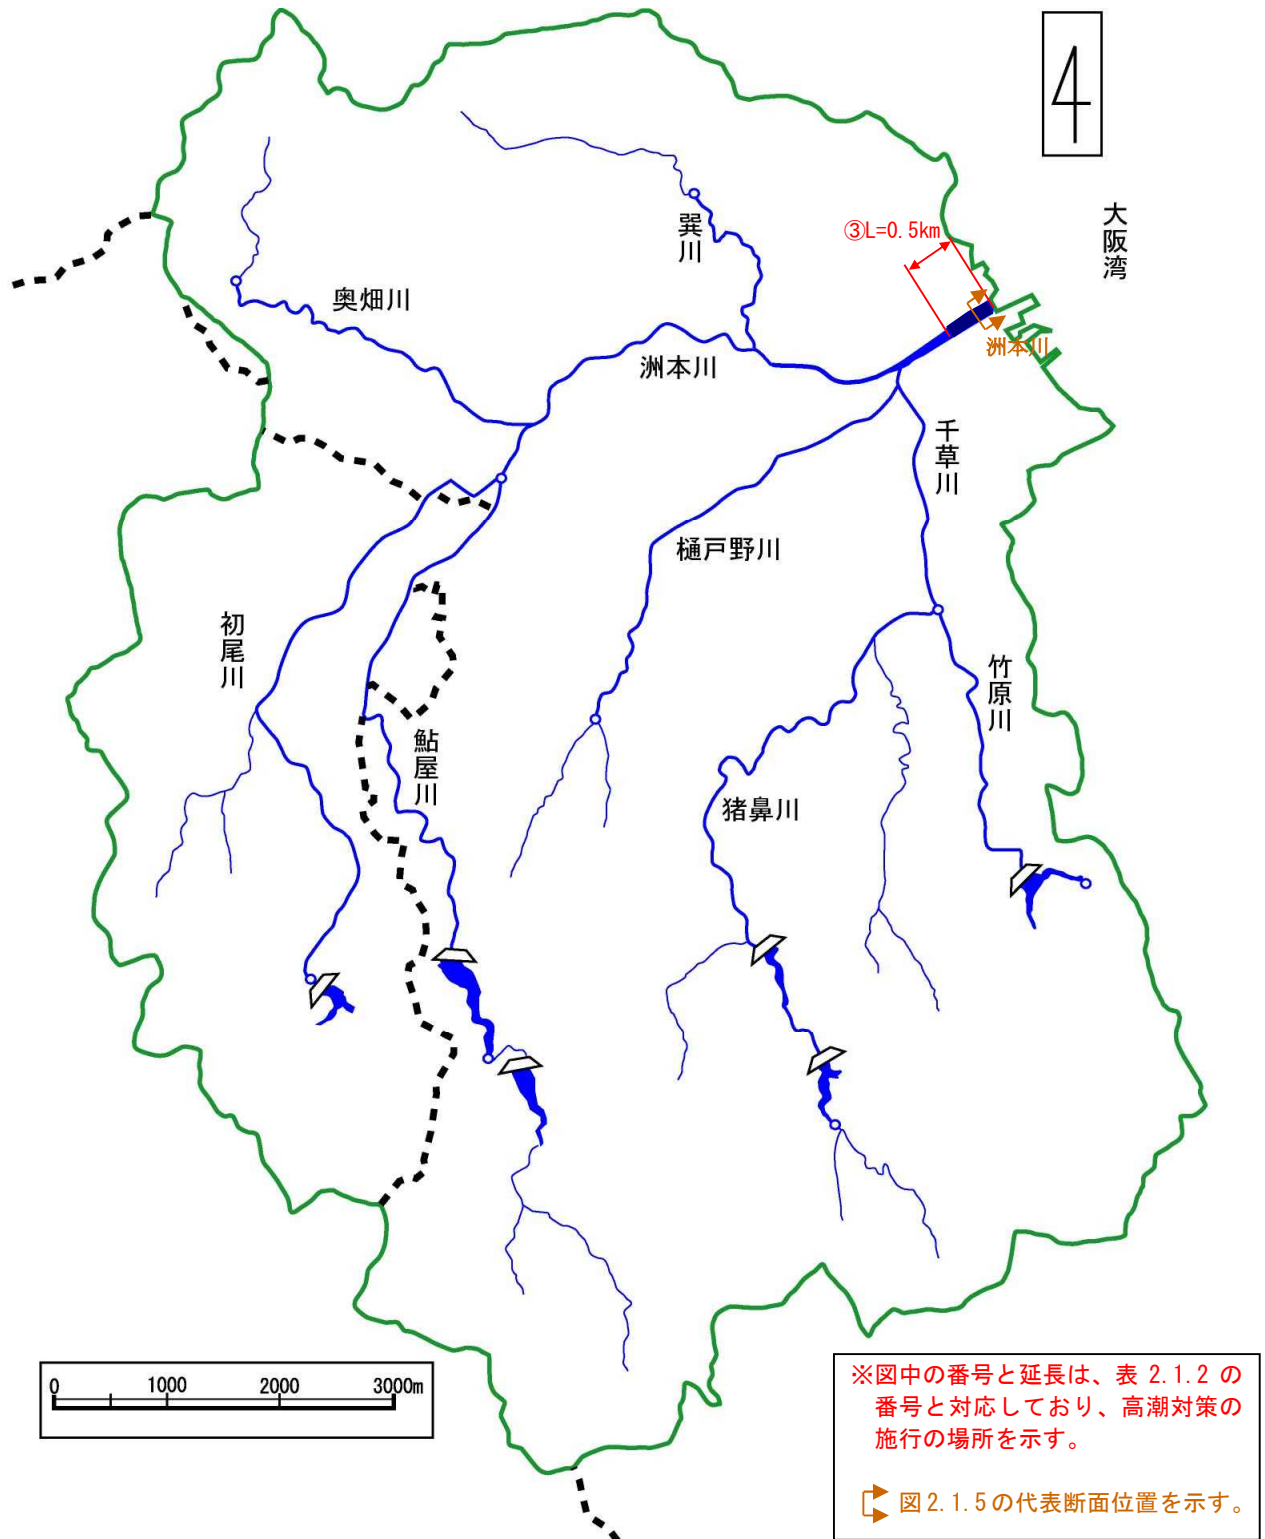 大阪湾
③L=0.5km
巽川
奥畑川
洲本川
洲本川
千草川
樋戸野川
初尾川
竹原川
鮎屋川
猪鼻川
0 1000 2000 3000m
※図中の番号と延長は、表 2.1.2 の
番号と対応しており、高潮対策の
施行の場所を示す。
図2.1.5の代表断面位置を示す。